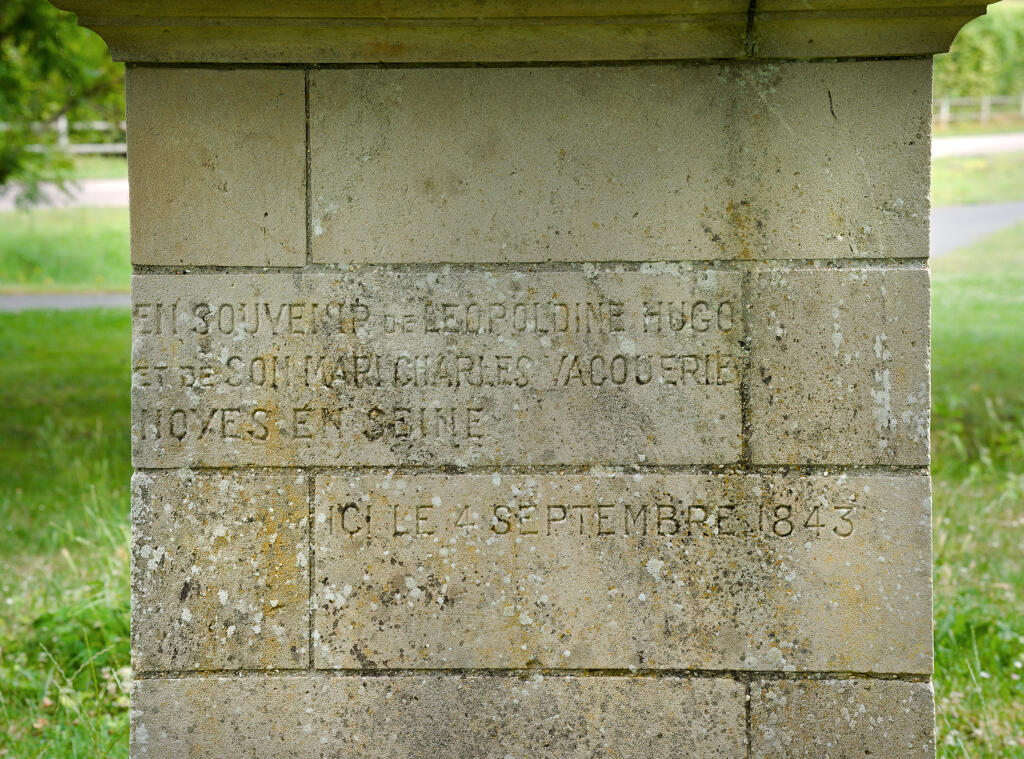 EN SOUVENIR DE LEOPOLDINE HUGO
ET DE SON MARI CHARLES VACQUERIE
NOYES EN SEINE
ICI LE 4 SEPTEMBRE 1843